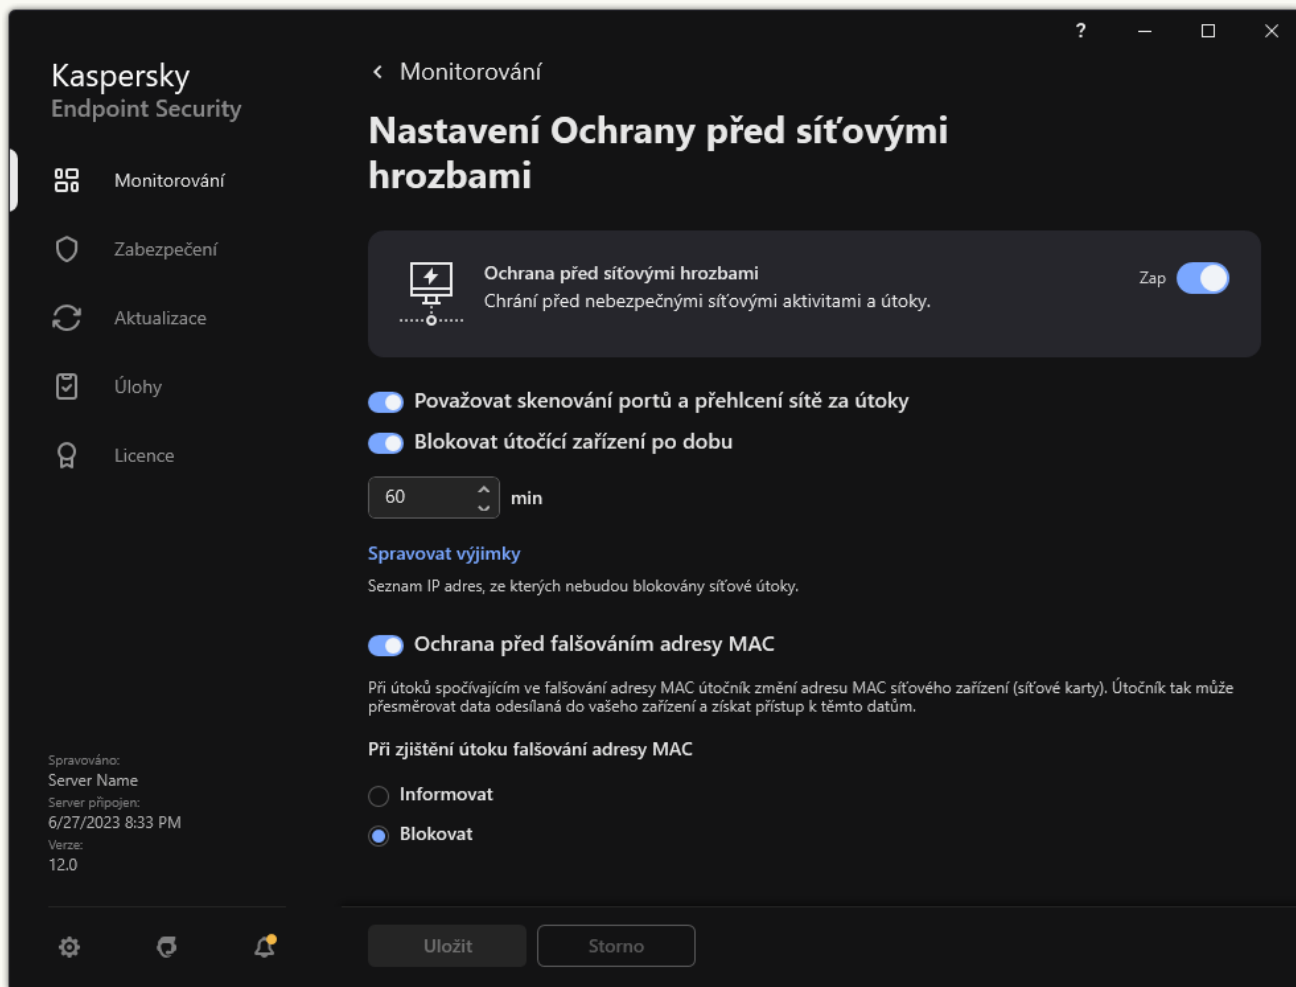 ?
Kaspersky
Endpoint Security
Monitorování
Zabezpečení
Aktualizace
Úlohy
Licence
Spravováno:
Server Name
Server připojen:
6/27/2023 8:33 PM
Verze:
12.0
Monitorování
Nastavení Ochrany před síťovými
hrozbami
Ochrana před síťovými hrozbami
Chrání před nebezpečnými síťovými aktivitami a útoky.
Zap
Považovat skenování portů a přehlcení sítě za útoky
Blokovat útočící zařízení po dobu
60 min
Spravovat výjimky
Seznam IP adres, ze kterých nebudou blokovány síťové útoky.
Ochrana před falšováním adresy MAC
Při útoků spočívajícím ve falšování adresy MAC útočník změní adresu MAC síťového zařízení (síťové karty). Útočník tak může
přesměrovat data odesílaná do vašeho zařízení a získat přístup k těmto datům.
Při zjištění útoku falšování adresy MAC
Informovat
Blokovat
Uložit
Storno